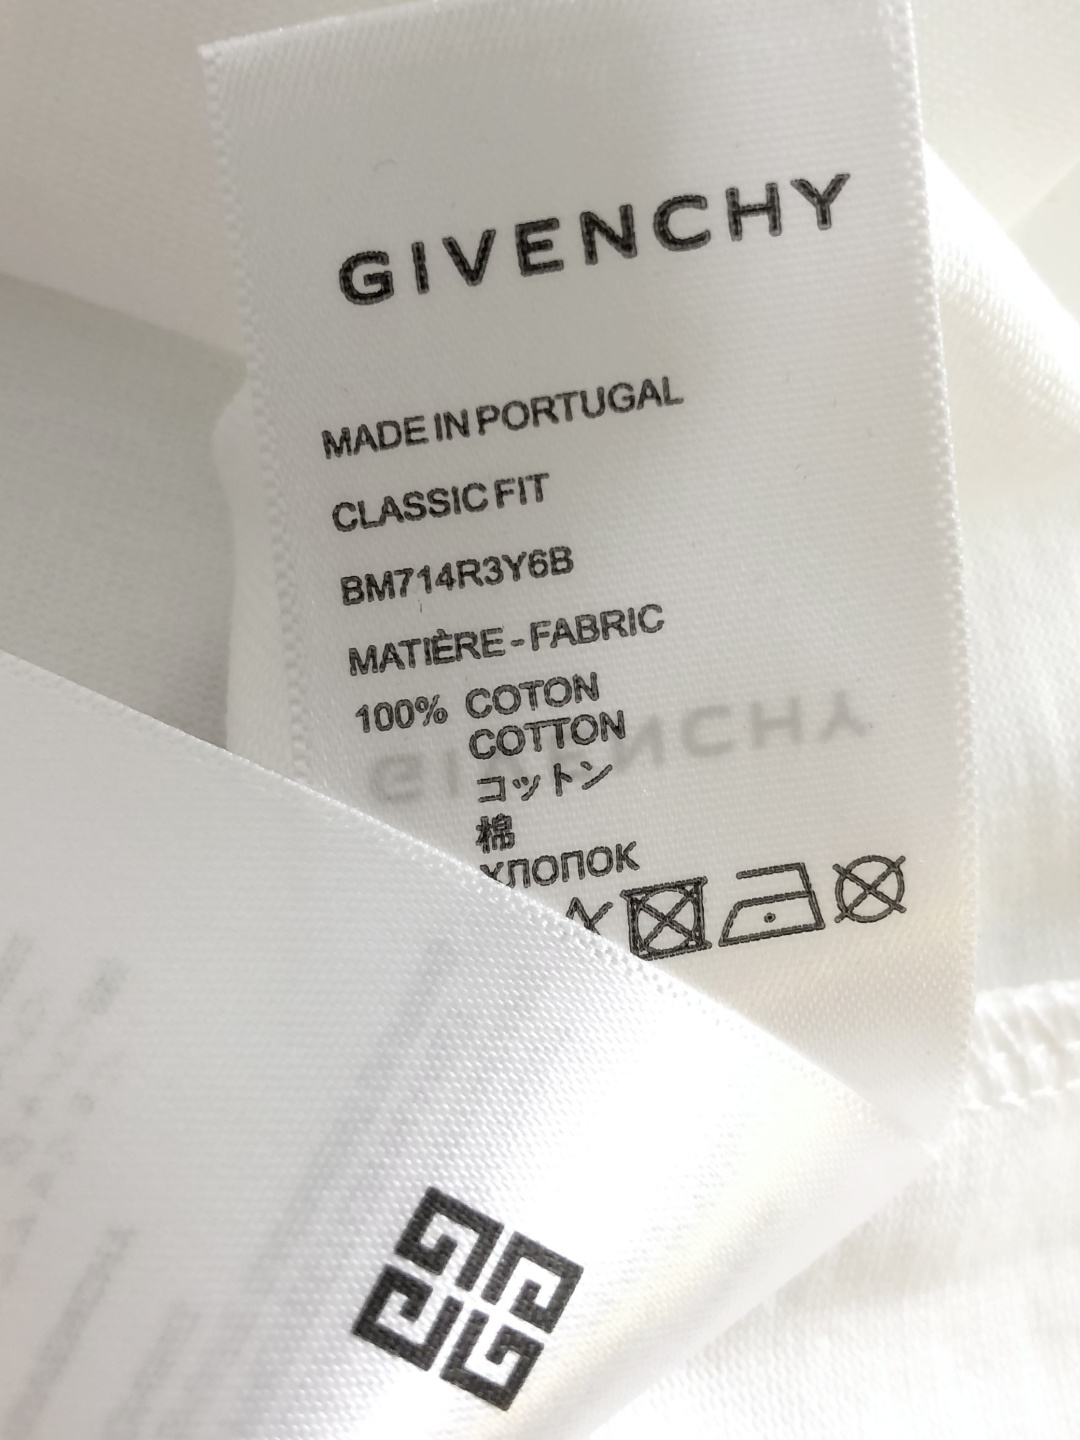 GIVENCHY
MADE IN PORTUGAL
CLASSIC FIT
BM714R3Y6B
MATIÈRE - FABRIC
100% COTON
COTTON
コットン
棉
ХЛОПОК